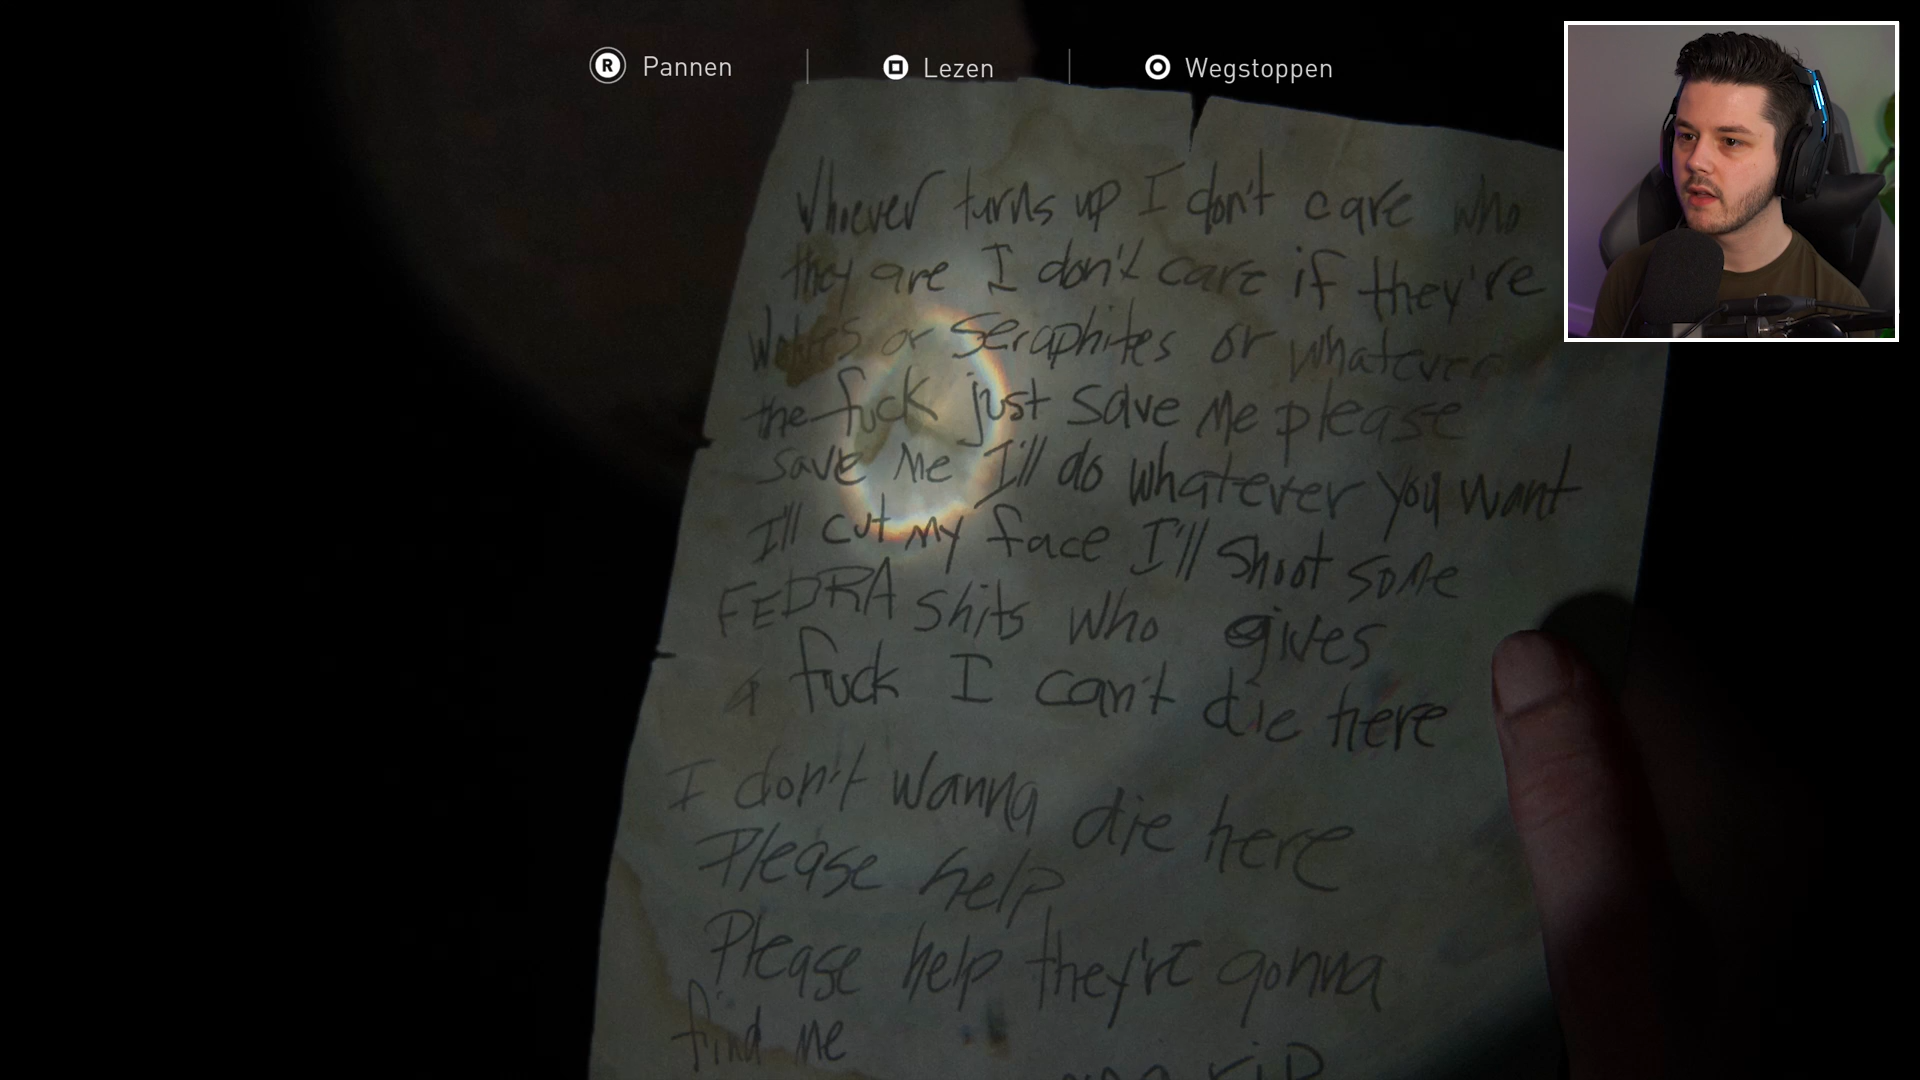 R Pannen Lezen Wegstoppen
Whoever turns up I don't care who
they are I don't care if they're
Wolves or Seraphites or whatever
the fuck just save me please
save me I'll do whatever you want
I'll cut my face I'll shoot some
FEDRA shits who gives
a fuck I can't die here
I don't wanna die here
Please help
Please help they're gonna
find me